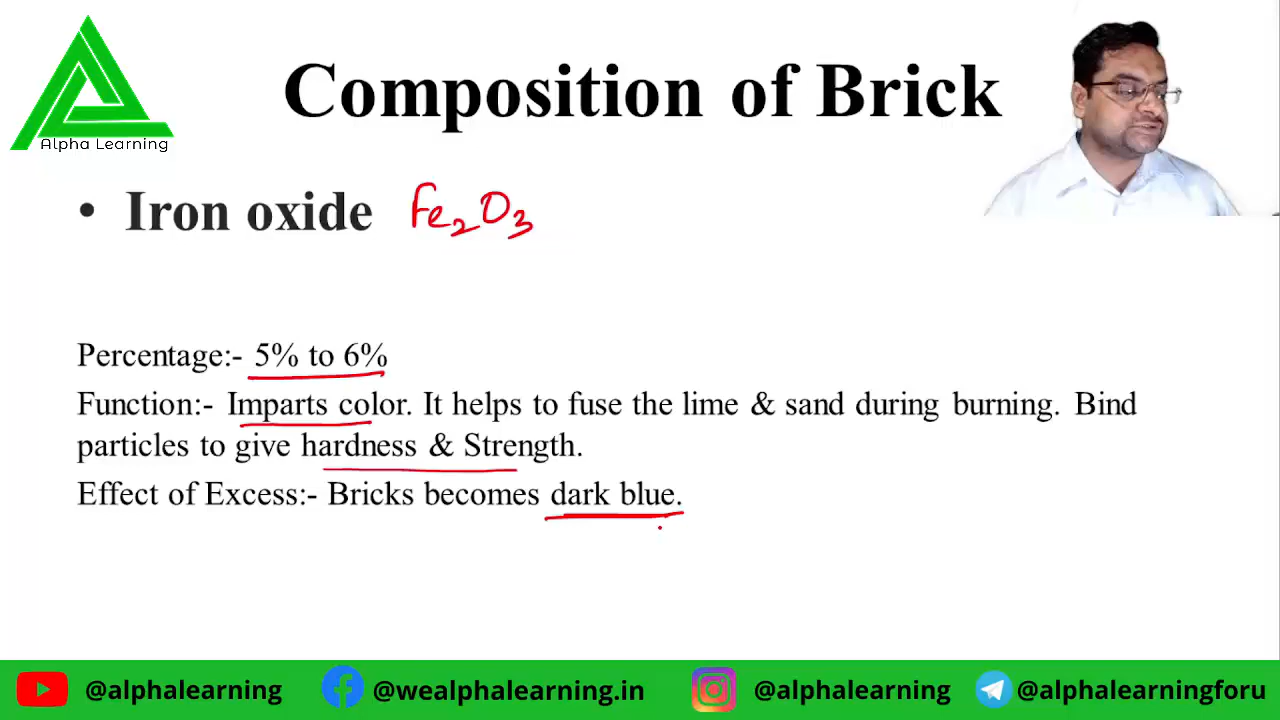 Composition of Brick
Alpha Learning
• Iron oxide Fe₂O₃
Percentage:- 5% to 6%
Function:- Imparts color. It helps to fuse the lime & sand during burning. Bind
particles to give hardness & Strength.
Effect of Excess:- Bricks becomes dark blue.
@alphalearning @wealphalearning.in @alphalearning @alphalearningforu